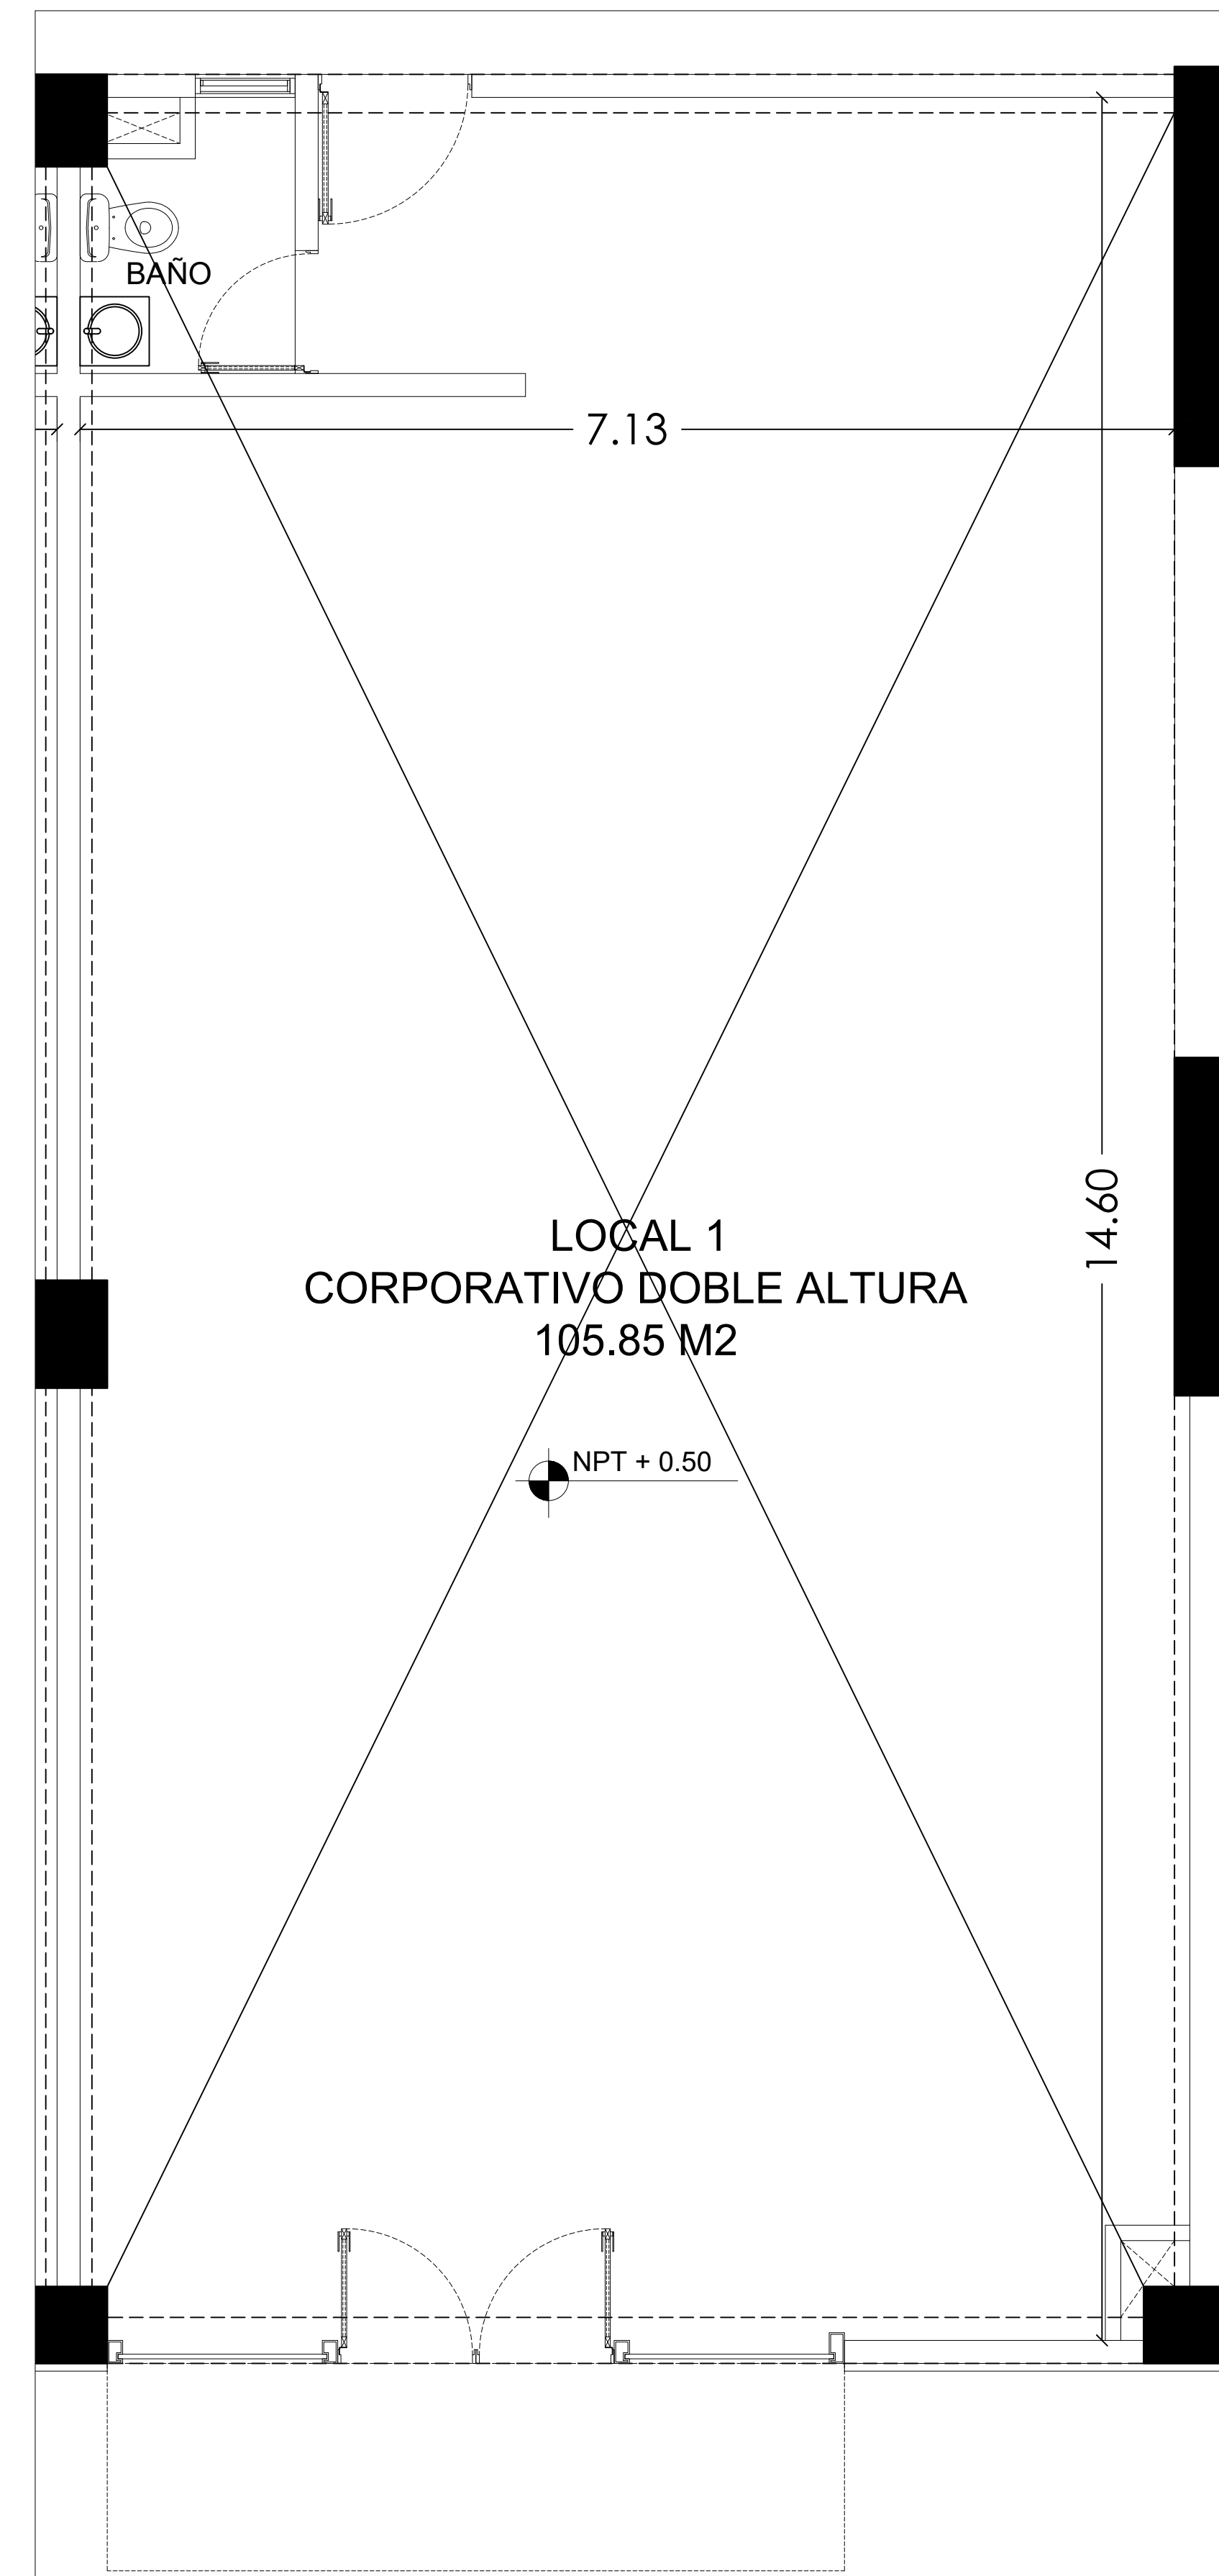 BAÑO
7.13
14.60
LOCAL 1
CORPORATIVO DOBLE ALTURA
105.85 M2
NPT + 0.50